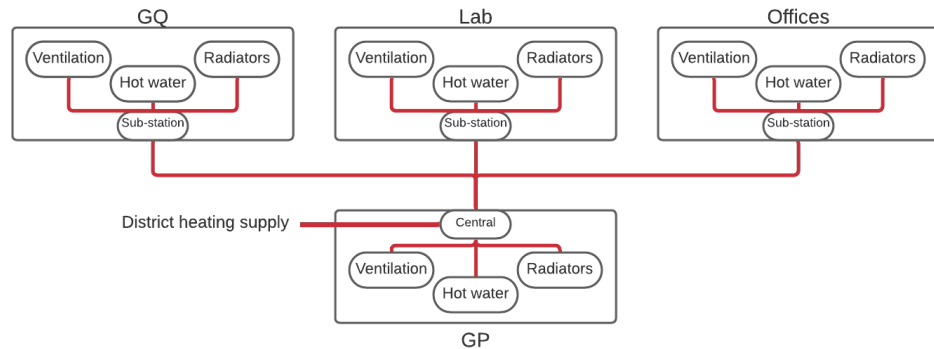 GQ
Lab
Offices
Ventilation
Radiators
Hot water
Sub-station
Ventilation
Radiators
Hot water
Sub-station
Ventilation
Radiators
Hot water
Sub-station
District heating supply
Central
Ventilation
Radiators
Hot water
GP